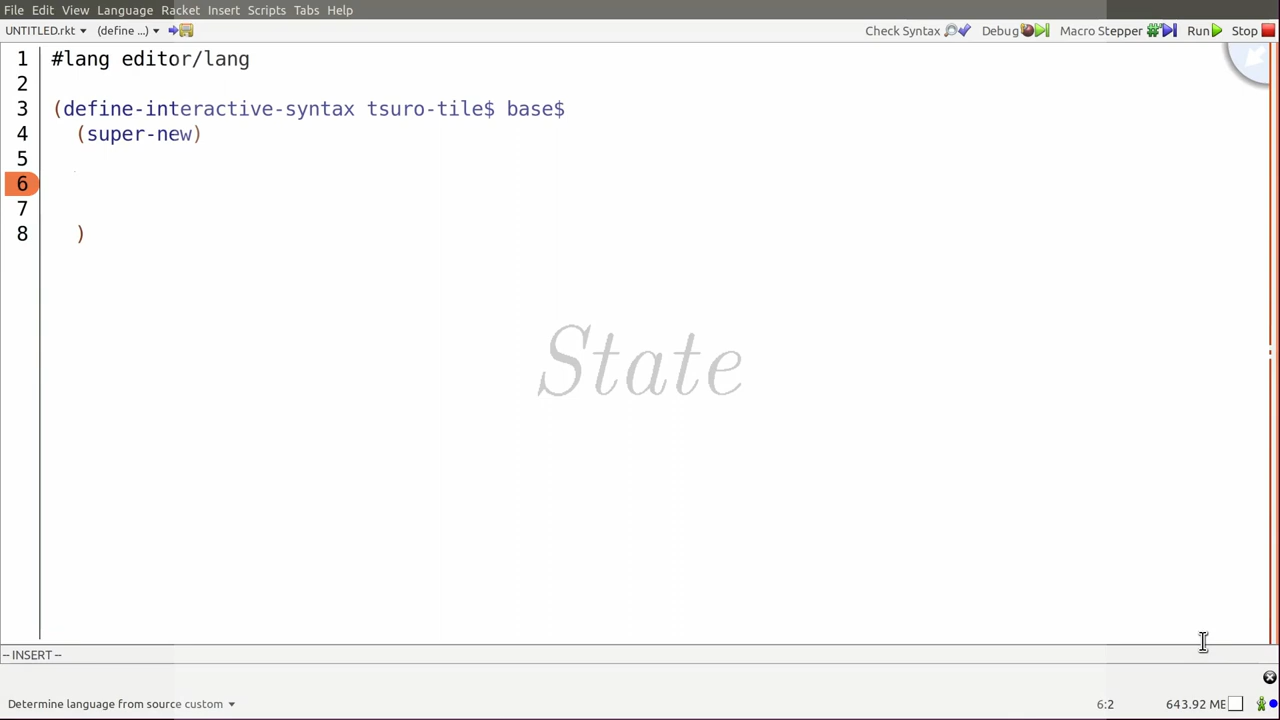 File Edit View Language Racket Insert Scripts Tabs Help
UNTITLED.rkt (define ...) Check Syntax Debug Macro Stepper Run Stop
1 #lang editor/lang
2
3 (define-interactive-syntax tsuro-tile$ base$
4 (super-new)
5
6
7
8 )
State
-- INSERT --
Determine language from source custom 6:2 643.92 ME